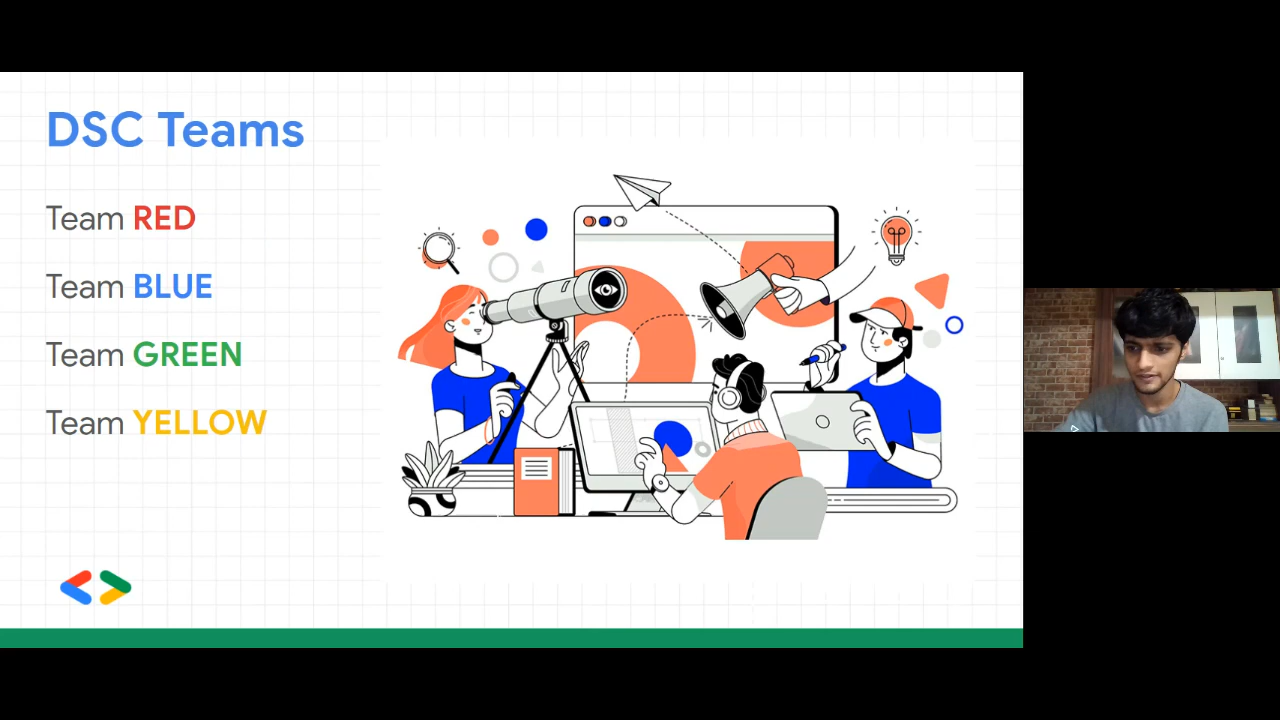 DSC Teams
Team RED
Team BLUE
Team GREEN
Team YELLOW